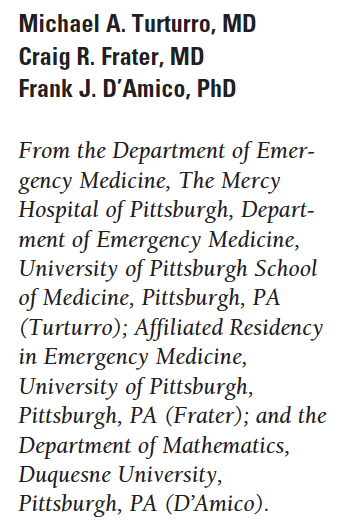 Michael A. Turturro, MD
Craig R. Frater, MD
Frank J. D’Amico, PhD
From the Department of Emer-
gency Medicine, The Mercy
Hospital of Pittsburgh, Depart-
ment of Emergency Medicine,
University of Pittsburgh School
of Medicine, Pittsburgh, PA
(Turturro); Affiliated Residency
in Emergency Medicine,
University of Pittsburgh,
Pittsburgh, PA (Frater); and the
Department of Mathematics,
Duquesne University,
Pittsburgh, PA (D’Amico).